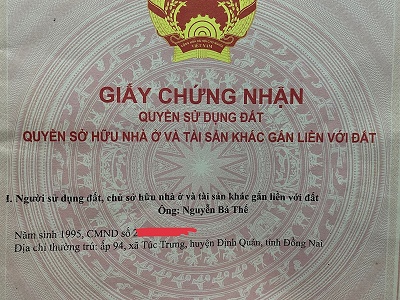 VIỆT NAM
GIẤY CHỨNG NHẬN
QUYỀN SỬ DỤNG ĐẤT
QUYỀN SỞ HỮU NHÀ Ở VÀ TÀI SẢN KHÁC GẮN LIỀN VỚI ĐẤT
I. Người sử dụng đất, chủ sở hữu nhà ở và tài sản khác gắn liền với đất
Ông: Nguyễn Bá Thế
Năm sinh 1995, CMND số 2
Địa chỉ thường trú: ấp 94, xã Túc Trưng, huyện Định Quán, tỉnh Đồng Nai